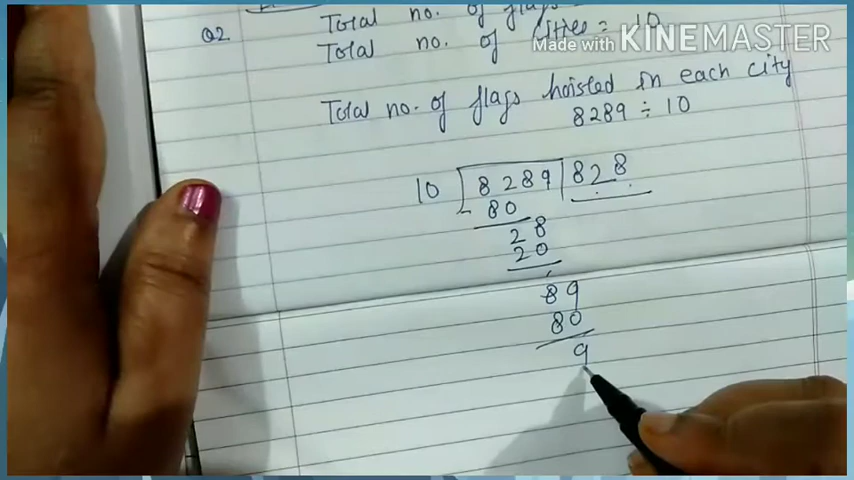 Total no. of flags
Q2
Total no. of cities = 10
Made with KINEMASTER
Total no. of flags hoisted in each city
8289 ÷ 10
10 8289 828
80
28
20
89
80
9